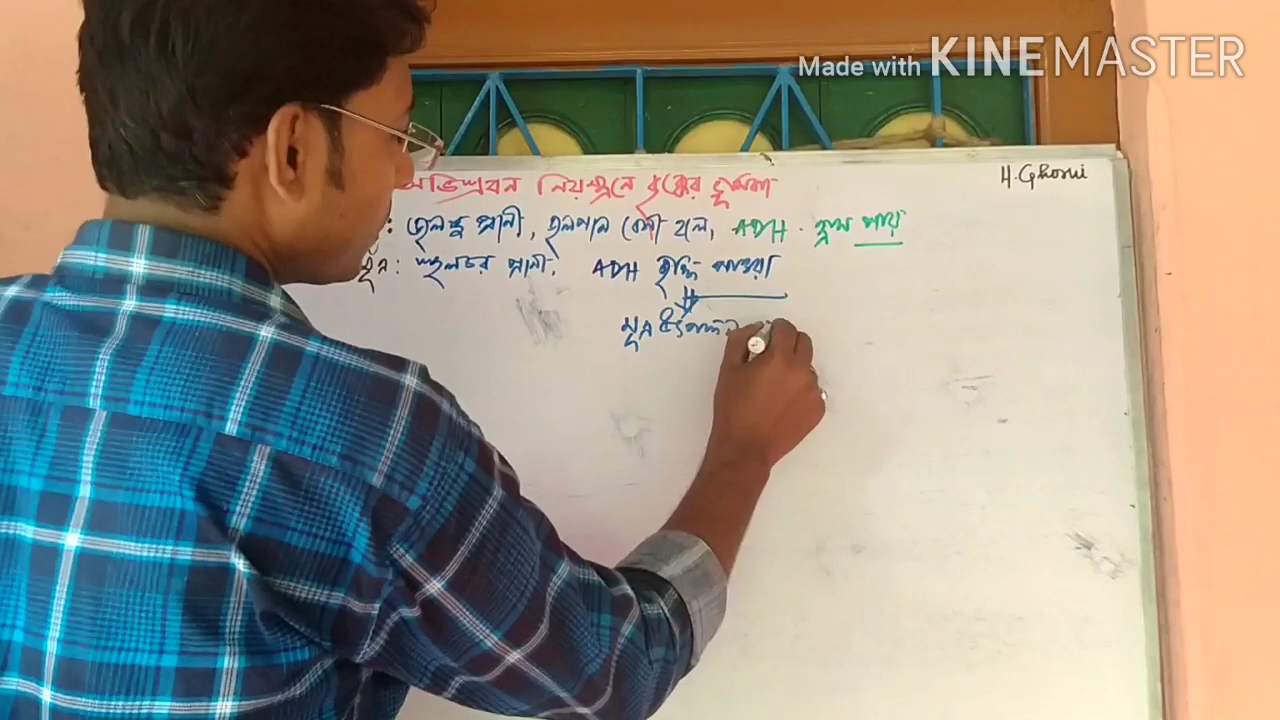 Made with KINEMASTER
H. Ghorui
অভিস্রবন নিয়ন্ত্রনে বৃক্কের ভূমিকা
: জলজ প্রানী, জলপান বেশী হলে, ADH হ্রাস পায়
: স্থলচর প্রানী. ADH বৃদ্ধি পাওয়া
মূত্র উৎপাদন